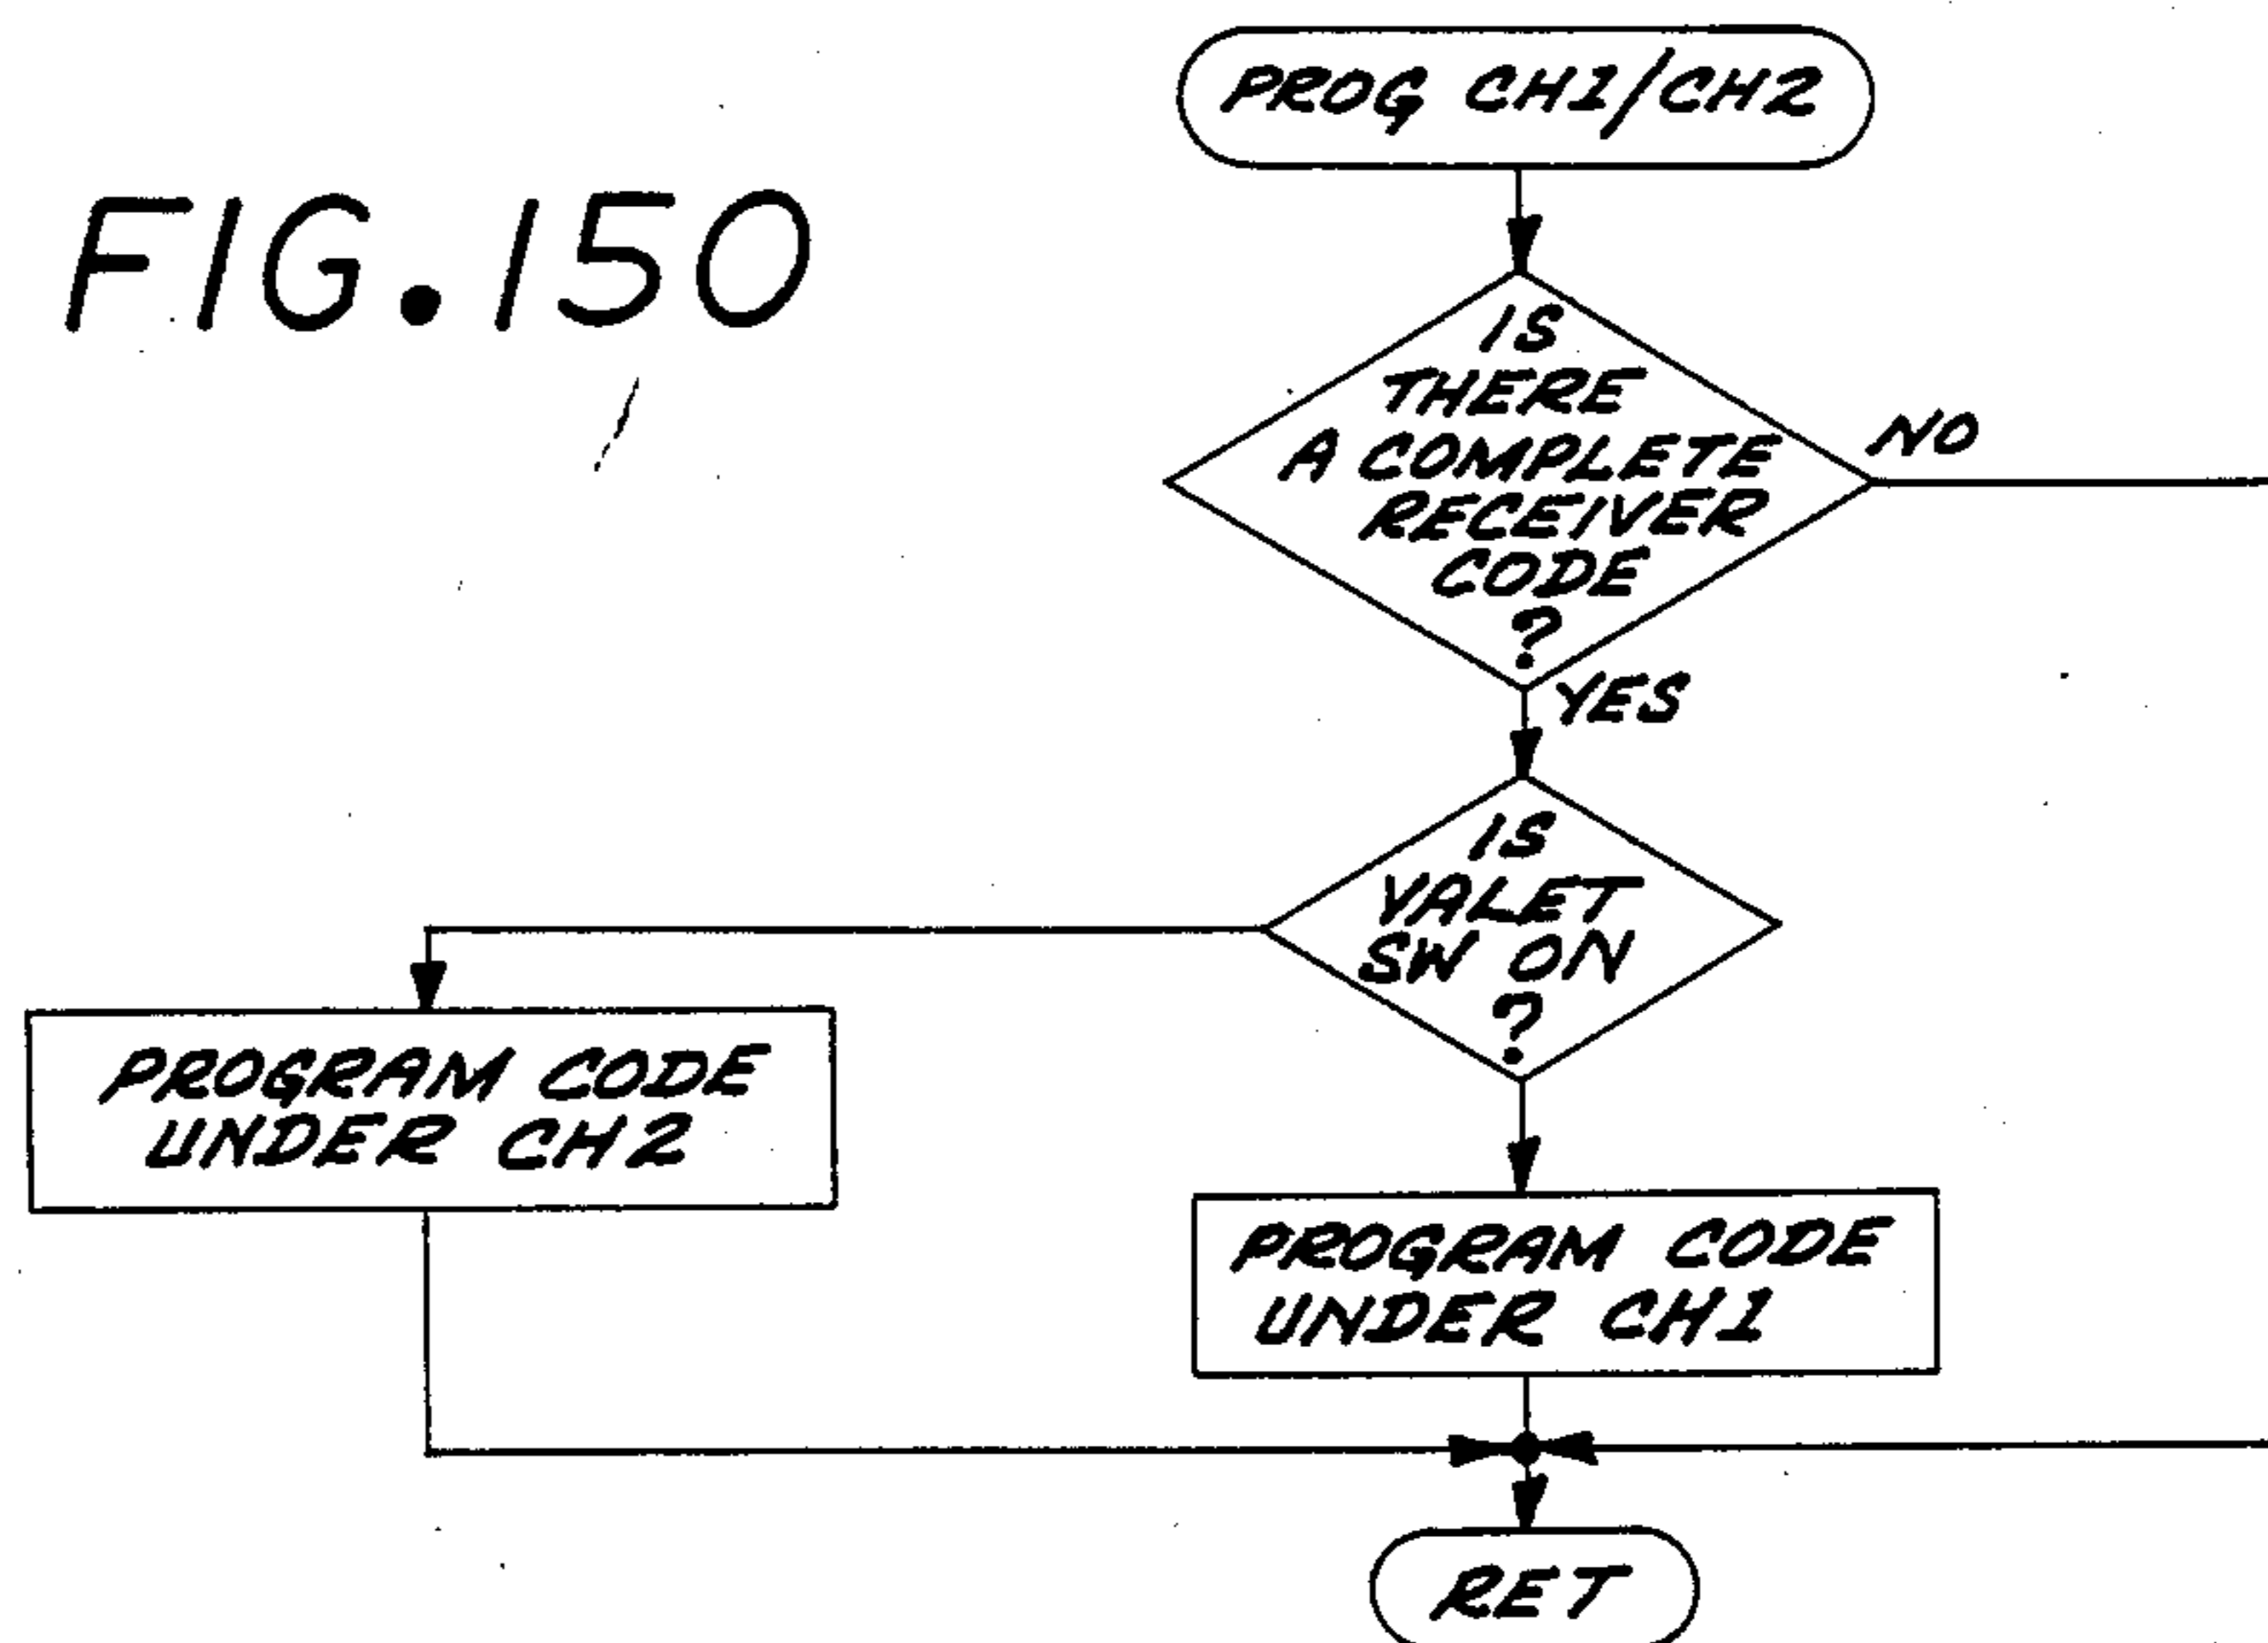 FIG.150
PROG CH1/CH2
IS
THERE
A COMPLETE
RECEIVER
CODE
?
NO
YES
IS
VALET
SW ON
?
PROGRAM CODE
UNDER CH2
PROGRAM CODE
UNDER CH1
RET